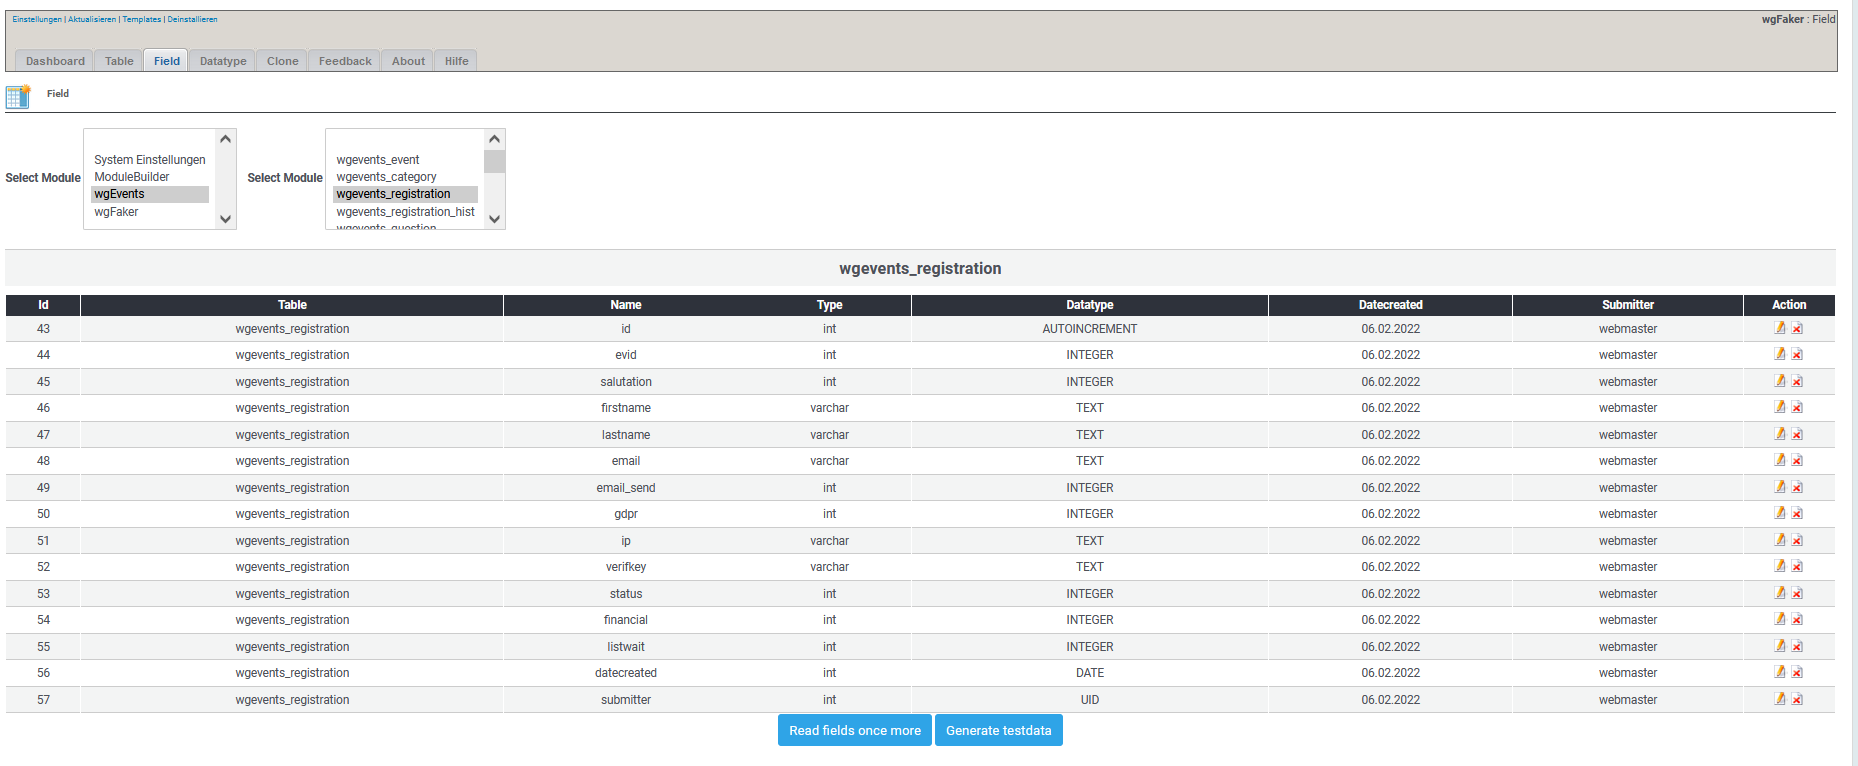 Einstellungen | Aktualisieren | Templates | Deinstallieren
wgFaker : Field
Dashboard Table Field Datatype Clone Feedback About Hilfe
Field
Select Module
System Einstellungen
ModuleBuilder
wgEvents
wgFaker
Select Module
wgevents_event
wgevents_category
wgevents_registration
wgevents_registration_hist
wgevents_question
wgevents_registration
Id Table Name Type Datatype Datecreated Submitter Action
43 wgevents_registration id int AUTOINCREMENT 06.02.2022 webmaster
44 wgevents_registration evid int INTEGER 06.02.2022 webmaster
45 wgevents_registration salutation int INTEGER 06.02.2022 webmaster
46 wgevents_registration firstname varchar TEXT 06.02.2022 webmaster
47 wgevents_registration lastname varchar TEXT 06.02.2022 webmaster
48 wgevents_registration email varchar TEXT 06.02.2022 webmaster
49 wgevents_registration email_send int INTEGER 06.02.2022 webmaster
50 wgevents_registration gdpr int INTEGER 06.02.2022 webmaster
51 wgevents_registration ip varchar TEXT 06.02.2022 webmaster
52 wgevents_registration verifkey varchar TEXT 06.02.2022 webmaster
53 wgevents_registration status int INTEGER 06.02.2022 webmaster
54 wgevents_registration financial int INTEGER 06.02.2022 webmaster
55 wgevents_registration listwait int INTEGER 06.02.2022 webmaster
56 wgevents_registration datecreated int DATE 06.02.2022 webmaster
57 wgevents_registration submitter int UID 06.02.2022 webmaster
Read fields once more Generate testdata